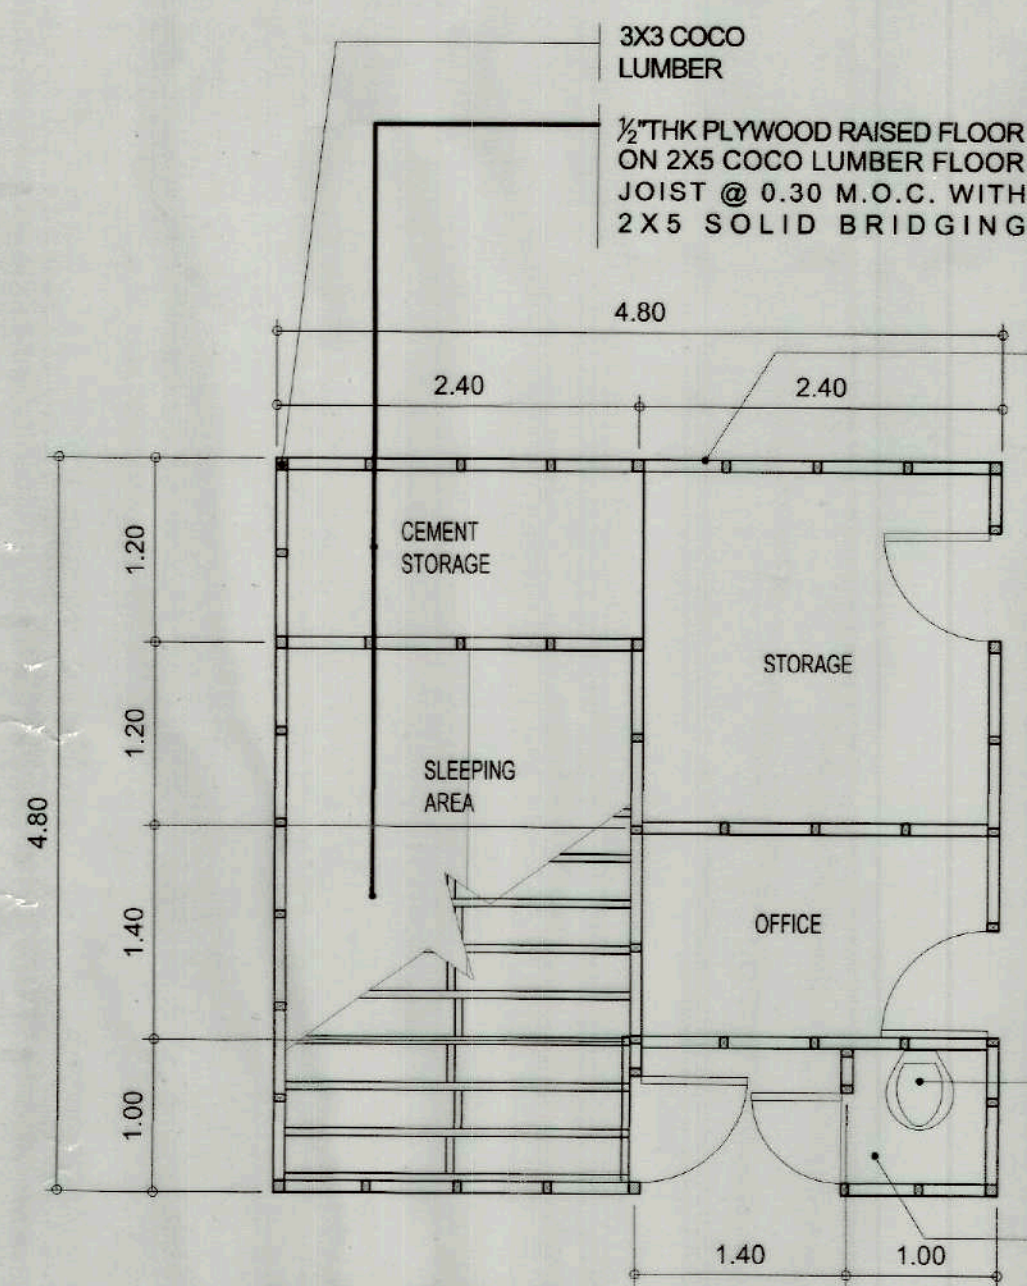 3X3 COCO
LUMBER
½"THK PLYWOOD RAISED FLOOR
ON 2X5 COCO LUMBER FLOOR
JOIST @ 0.30 M.O.C. WITH
2X5 SOLID BRIDGING
4.80
2.40
2.40
CEMENT
STORAGE
1.20
STORAGE
1.20
SLEEPING
AREA
4.80
1.40
OFFICE
1.00
1.40
1.00